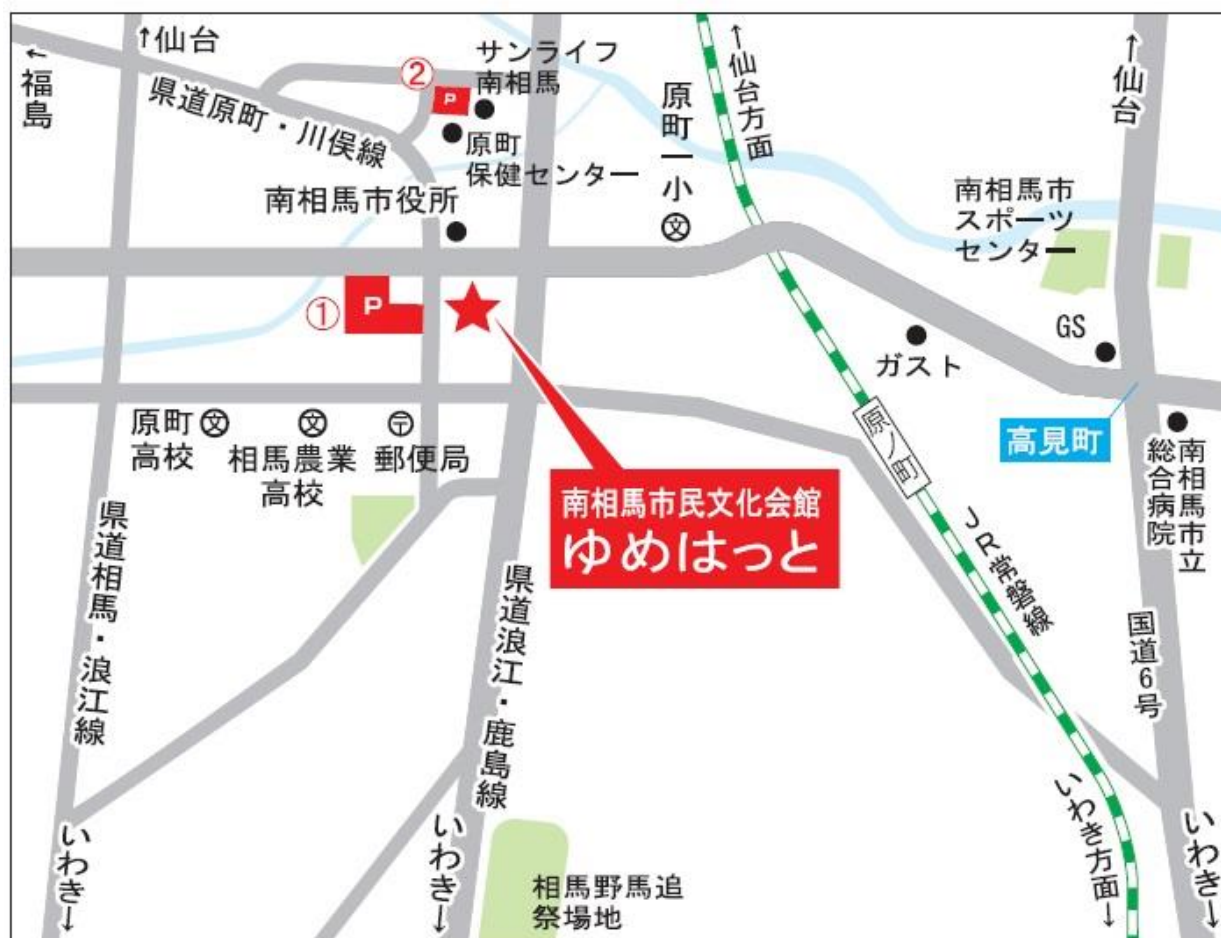 ↑仙台
←福島
県道原町・川俣線
②
P
サンライフ
南相馬
原町
保健センター
南相馬市役所
原町一小
文
←仙台方面
←仙台
南相馬市
スポーツ
センター
①
P
GS
ガスト
高見町
原ノ町
原町
高校
文
相馬農業
高校
文
郵便局
〒
南相馬市民文化会館
ゆめはっと
南相馬市立
総合病院
JR常磐線
国道6号
県道相馬・浪江線
県道浪江・鹿島線
いわき↓
いわき↓
相馬野馬追
祭場地
いわき方面→
いわき→